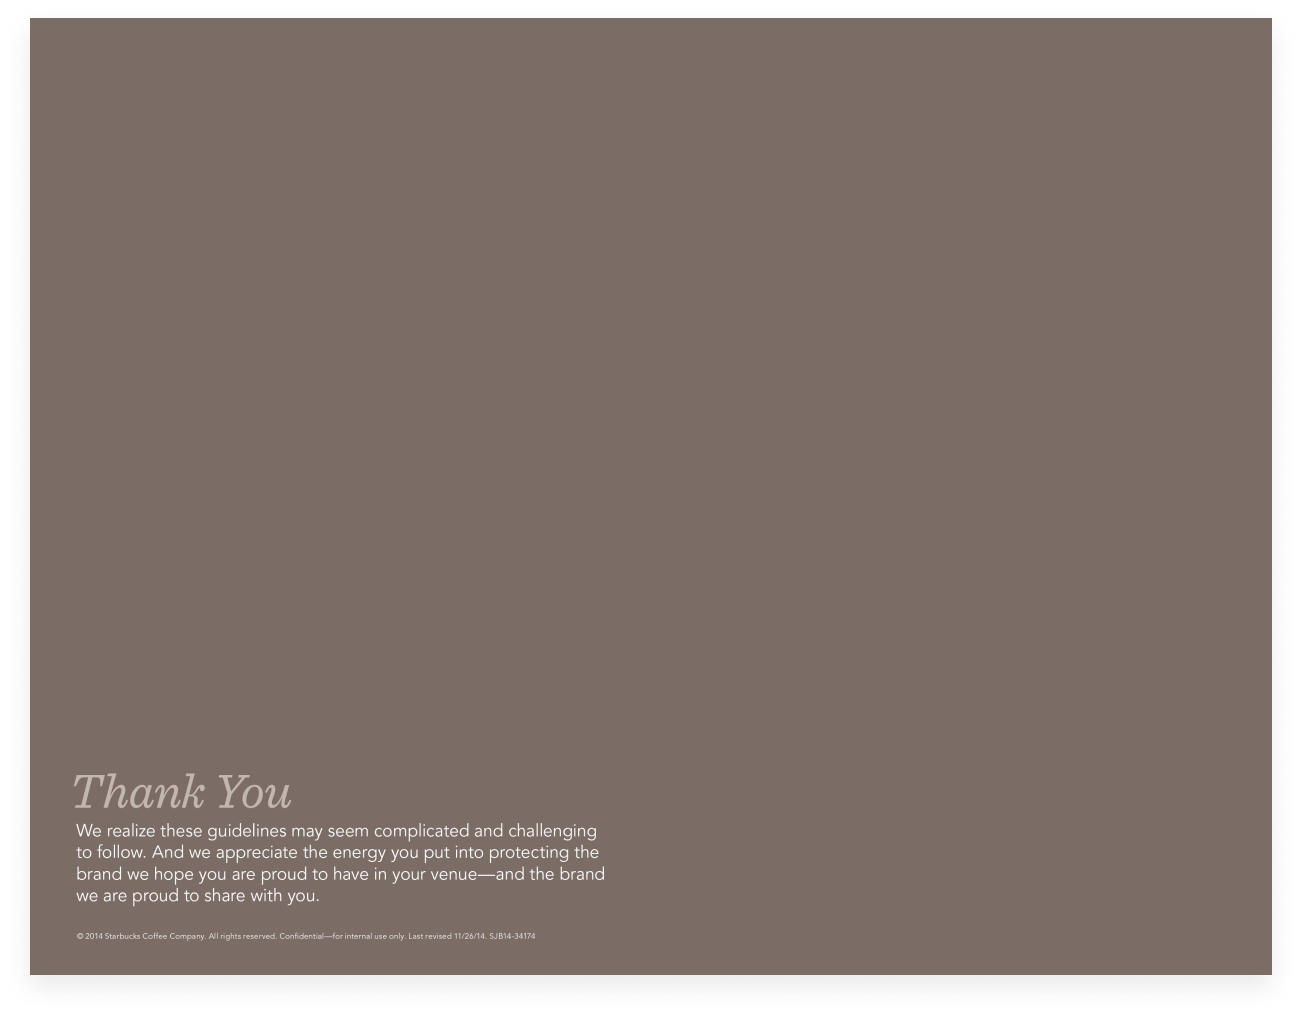 Thank You
We realize these guidelines may seem complicated and challenging
to follow. And we appreciate the energy you put into protecting the
brand we hope you are proud to have in your venue—and the brand
we are proud to share with you.
© 2014 Starbucks Coffee Company. All rights reserved. Confidential—for internal use only. Last revised 11/26/14. SJB14-34174